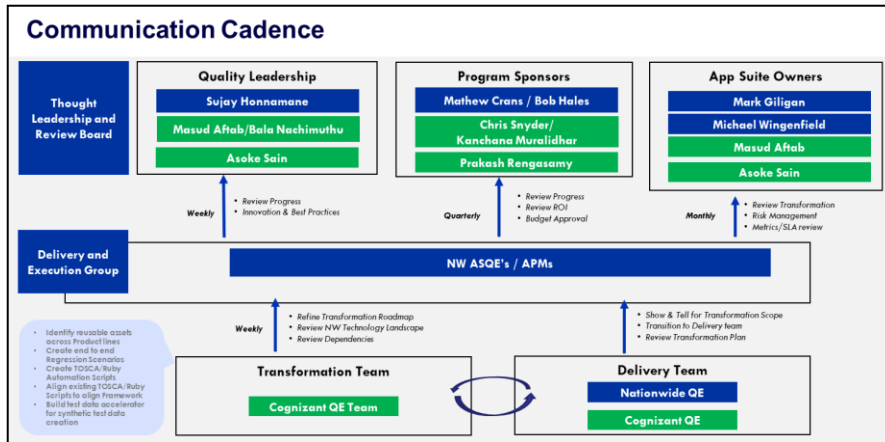 Communication Cadence
Thought
Leadership and
Review Board
Quality Leadership
Sujay Honnamane
Masud Aftab/Bala Nachimuthu
Asoke Sain
Program Sponsors
Mathew Crans / Bob Hales
Chris Snyder/
Kanchana Muralidhar
Prakash Rengasamy
App Suite Owners
Mark Giligan
Michael Wingenfield
Masud Aftab
Asoke Sain
Weekly
• Review Progress
• Innovation & Best Practices
Quarterly
• Review Progress
• Review ROI
• Budget Approval
Monthly
• Review Transformation
• Risk Management
• Metrics/SLA review
Delivery and
Execution Group
NW ASQE's / APMs
Weekly
• Refine Transformation Roadmap
• Review NW Technology Landscape
• Review Dependencies
• Show & Tell for Transformation Scope
• Transition to Delivery team
• Review Transformation Plan
• Identify reusable assets
across Product lines
• Create end to end
Regression Scenarios
• Create TOSCA/Ruby
Automation Scripts
• Align existing TOSCA/Ruby
Scripts to align Framework
• Build test data accelerator
for synthetic test data
creation
Transformation Team
Cognizant QE Team
Delivery Team
Nationwide QE
Cognizant QE